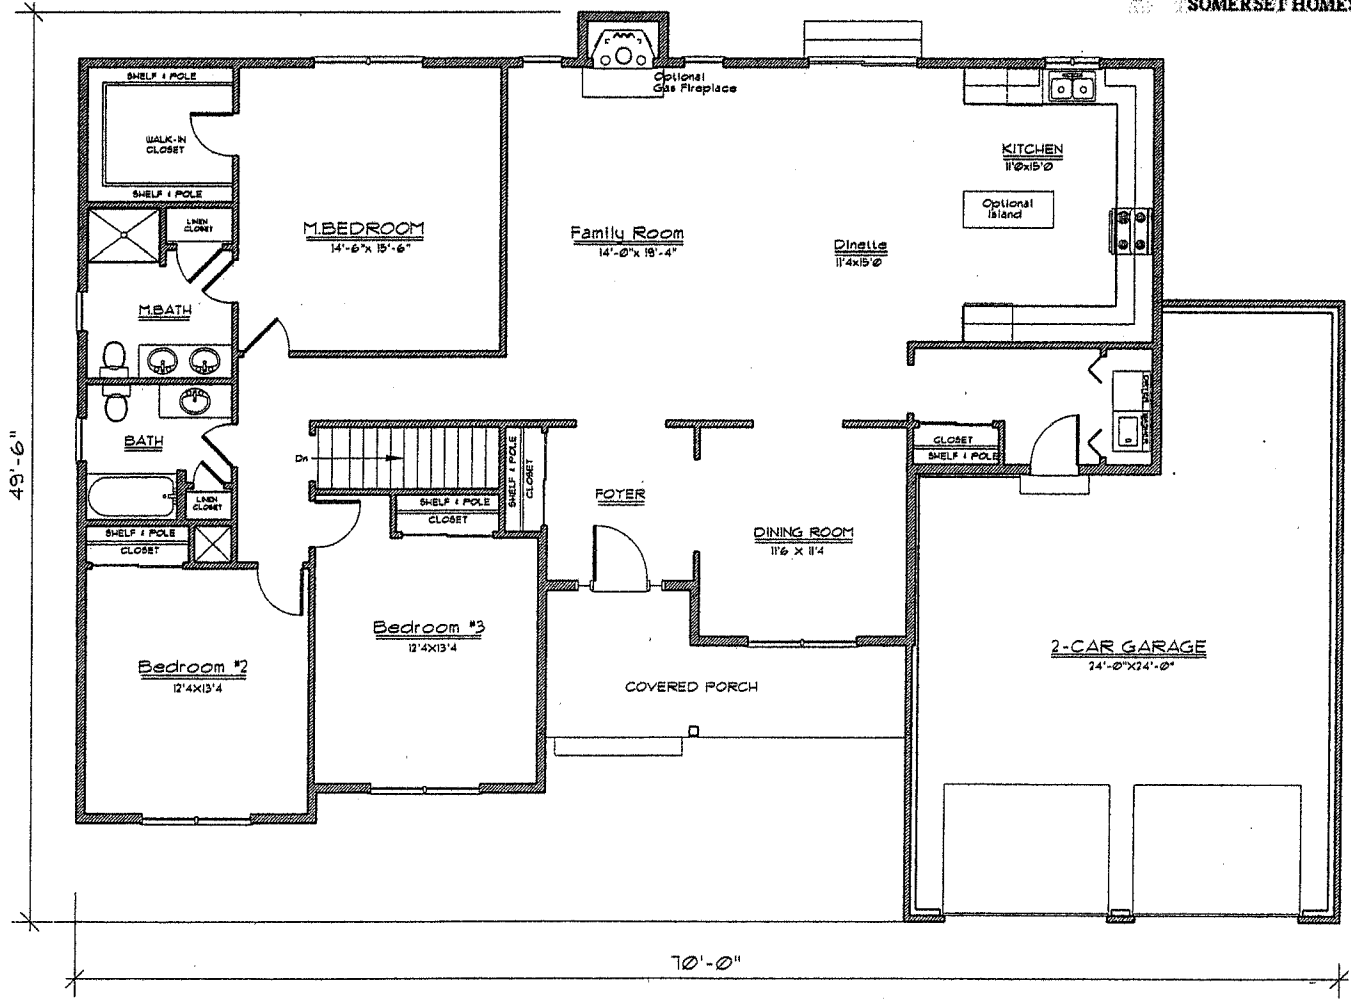 SOMERSET HOMES
SHELF & POLE
WALK-IN
CLOSET
SHELF & POLE
LINEN
CLOSET
M.BEDROOM
14'-6"x 15'-6"
Optional
Gas Fireplace
Family Room
14'-0"x 19'-4"
Dinette
11'4x15'0
KITCHEN
11'0x15'0
Optional
Island
M.BATH
BATH
LINEN
CLOSET
SHELF & POLE
CLOSET
Dn
SHELF & POLE
CLOSET
SHELF & POLE
CLOSET
FOYER
DINING ROOM
11'6 X 11'4
CLOSET
SHELF & POLE
DRYER
WASHER
Bedroom #2
12'4X13'4
Bedroom #3
12'4X13'4
COVERED PORCH
2-CAR GARAGE
24'-0"X24'-0"
49'-6"
70'-0"